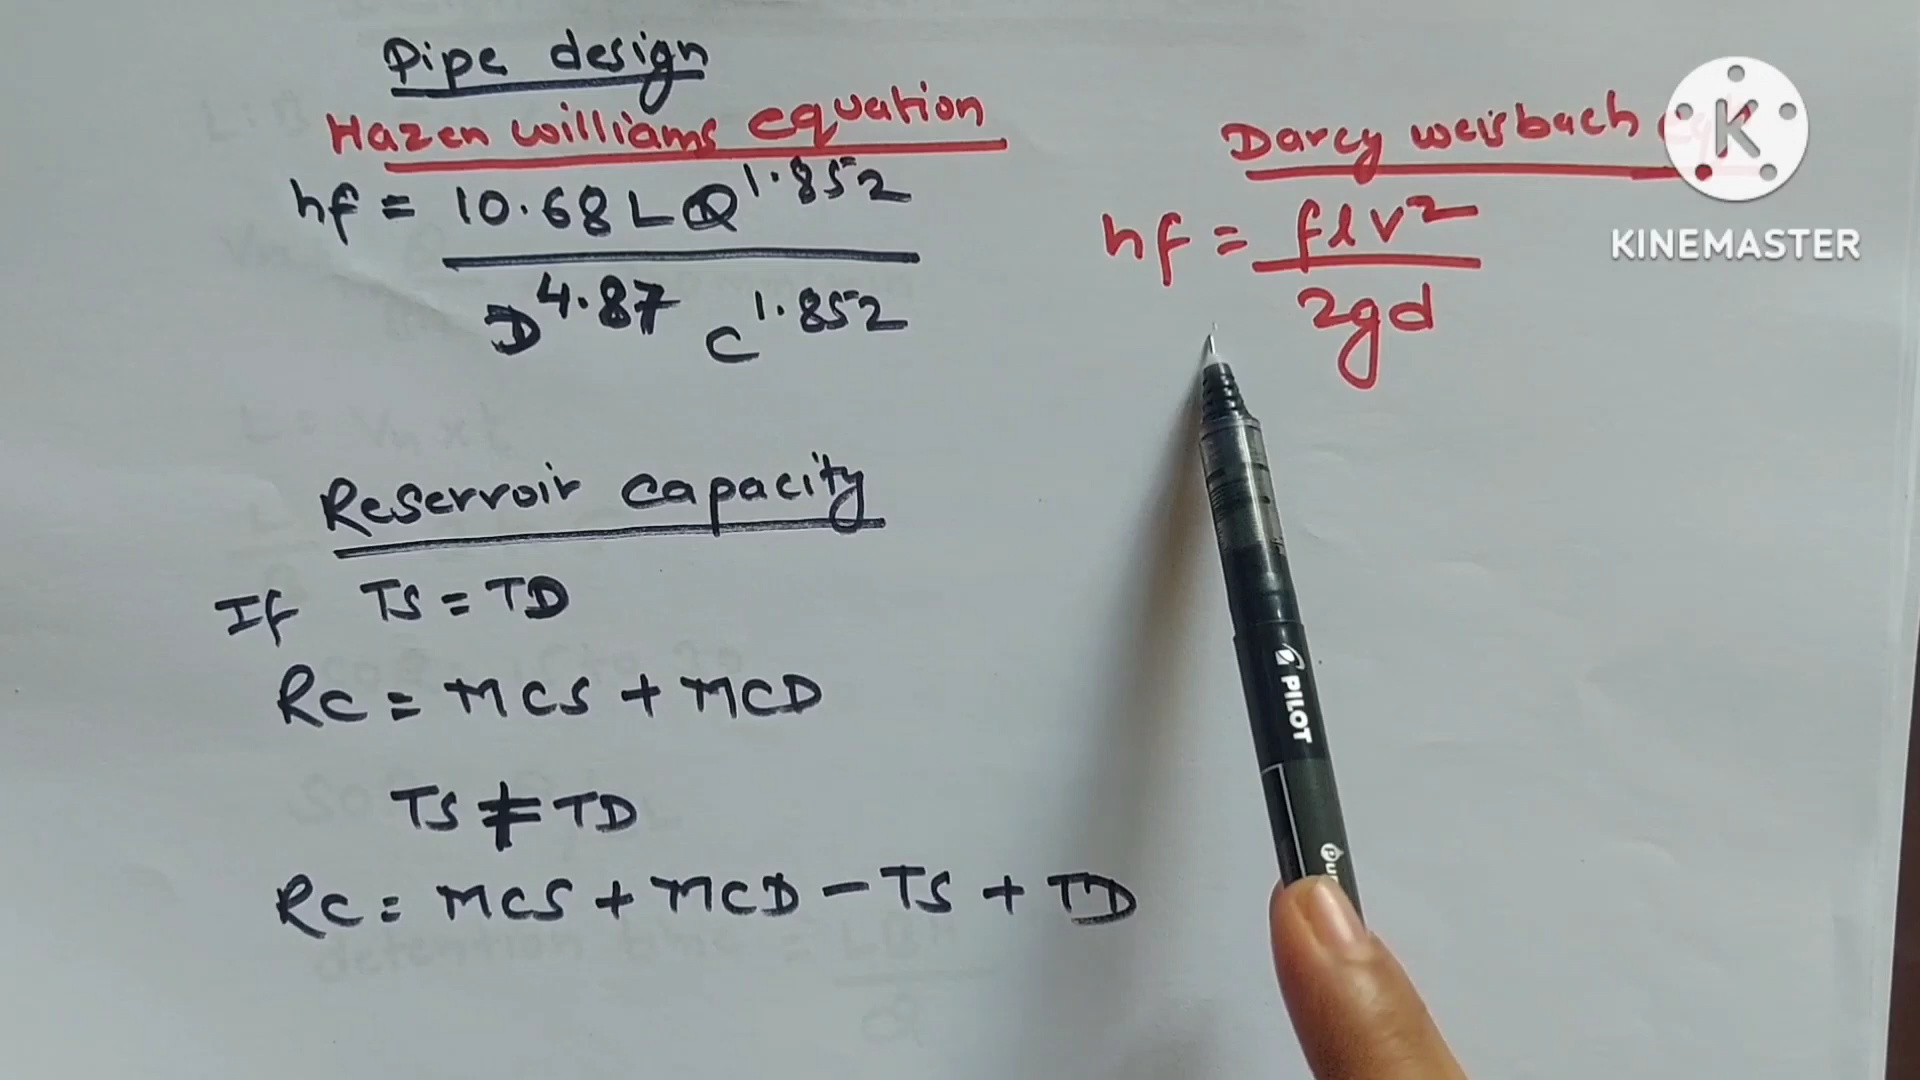 Pipe design
Hazen williams equation
hf = 10.68 L Q^1.852
D^4.87 C^1.852
Darcy weisbach
hf = flv²
2gd
Reservoir capacity
If TS = TD
RC = MCS + MCD
TS ≠ TD
RC = MCS + MCD - TS + TD
K
KINEMASTER
PILOT